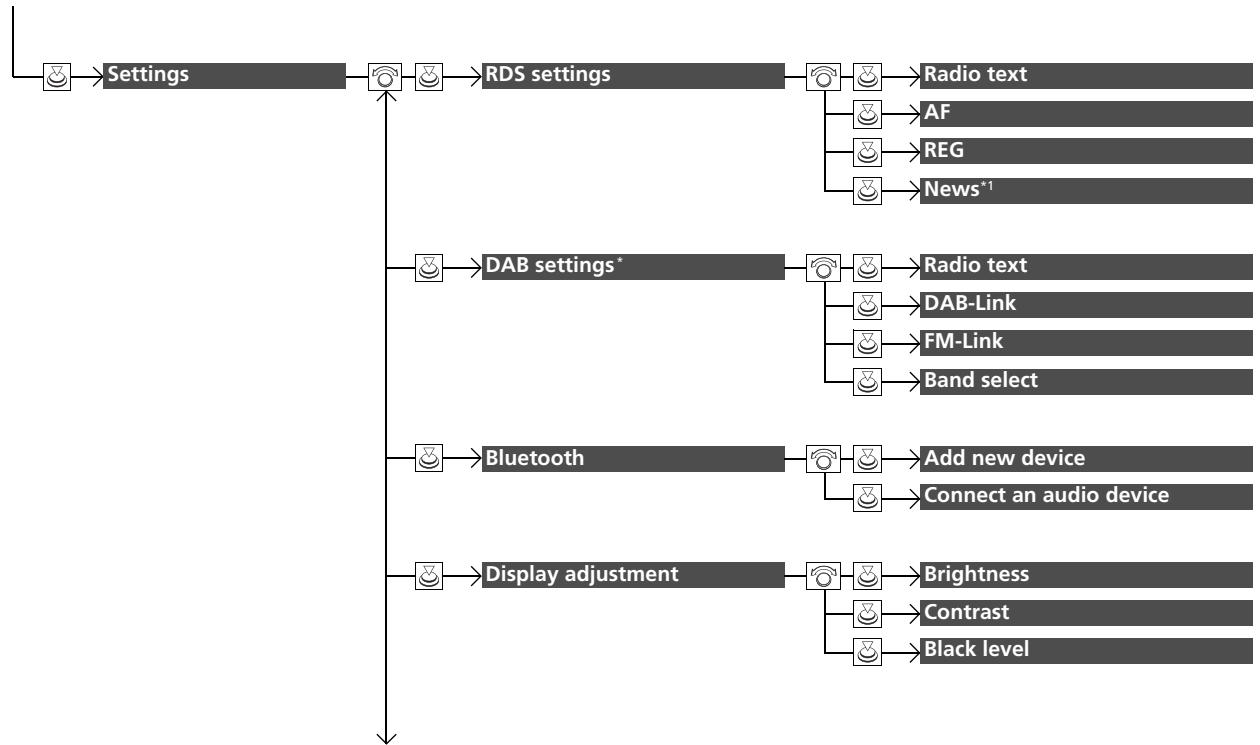 Settings
RDS settings
Radio text
AF
REG
News*1
DAB settings*
Radio text
DAB-Link
FM-Link
Band select
Bluetooth
Add new device
Connect an audio device
Display adjustment
Brightness
Contrast
Black level